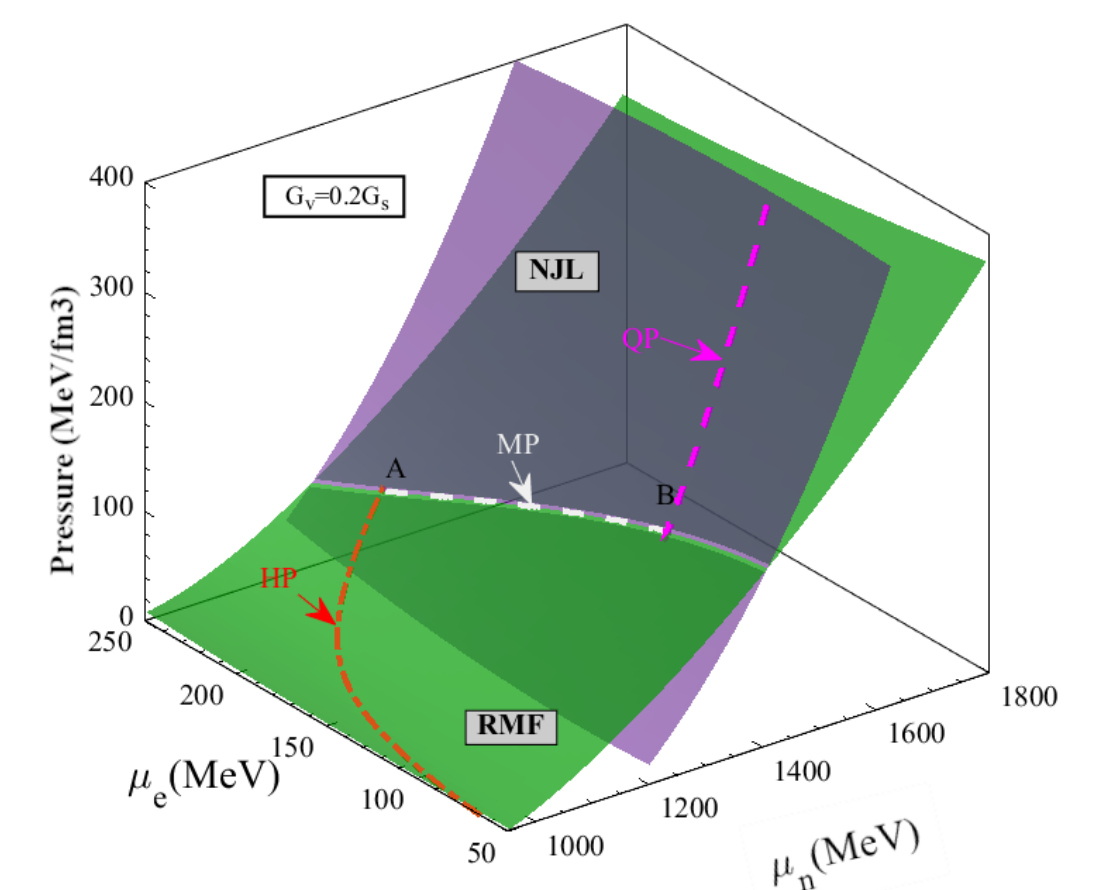 400
G_v=0.2G_s
300
NJL
Pressure (MeV/fm3)
QP
200
MP
A
B
100
HP
0
250
200
RMF
1800
150
1600
μ_e(MeV)
1400
100
1200
50
1000
μ_n(MeV)